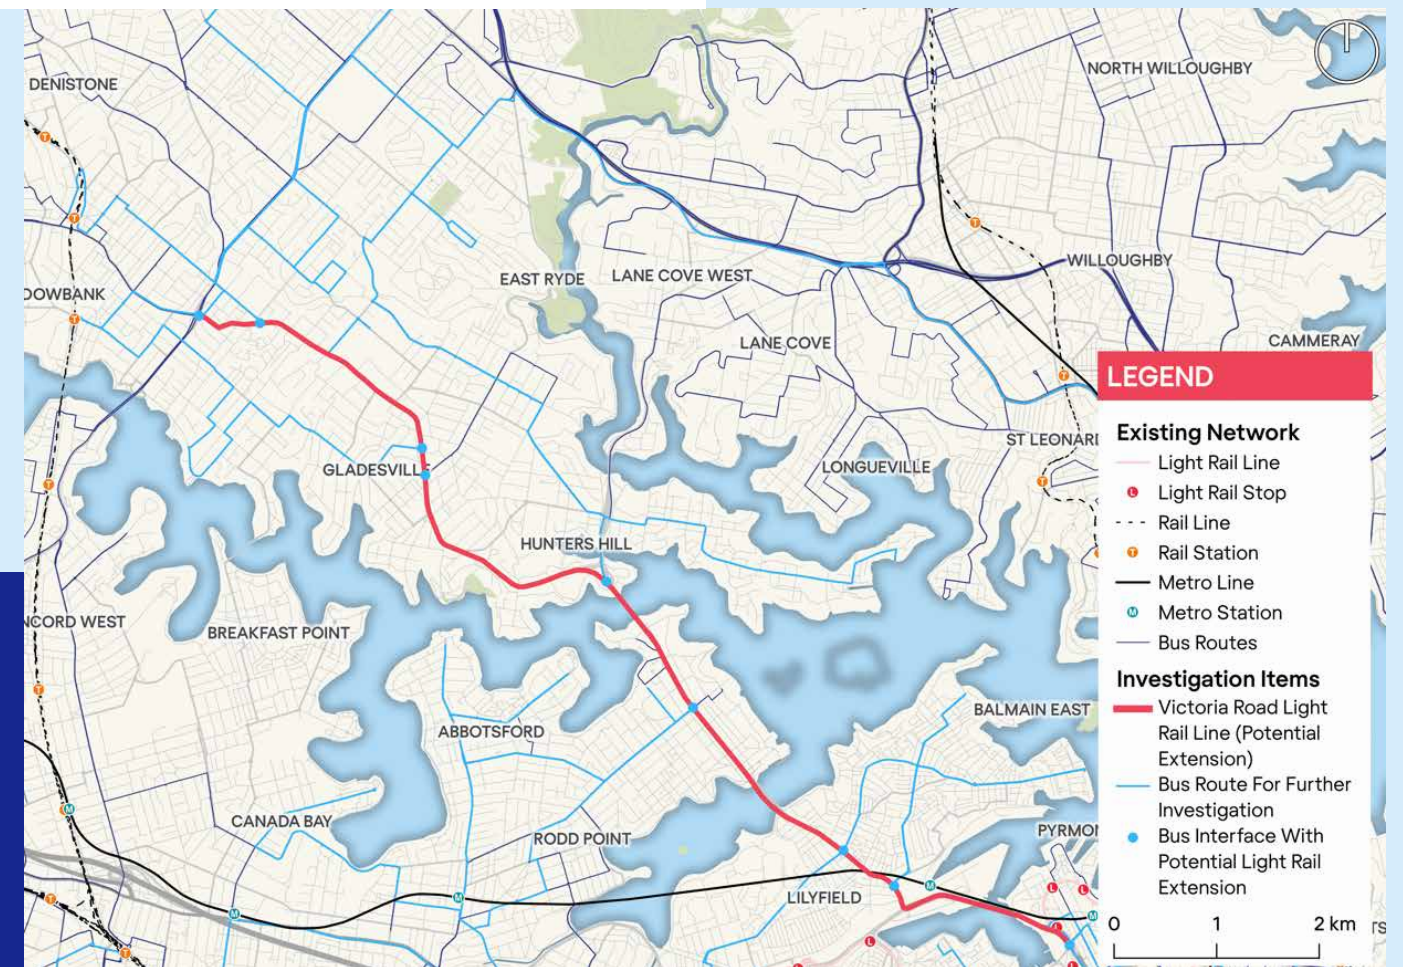 DENISTONE
NORTH WILLOUGHBY
EAST RYDE
LANE COVE WEST
WILLOUGHBY
DOWBANK
LANE COVE
CAMMERAY
ST LEONARD
GLADESVILLE
LONGUEVILLE
HUNTERS HILL
NCORD WEST
BREAKFAST POINT
ABBOTSFORD
BALMAIN EAST
CANADA BAY
RODD POINT
PYRMON
LILYFIELD
TS
LEGEND
Existing Network
Light Rail Line
L Light Rail Stop
Rail Line
T Rail Station
Metro Line
M Metro Station
Bus Routes
Investigation Items
Victoria Road Light
Rail Line (Potential
Extension)
Bus Route For Further
Investigation
Bus Interface With
Potential Light Rail
Extension
0 1 2 km